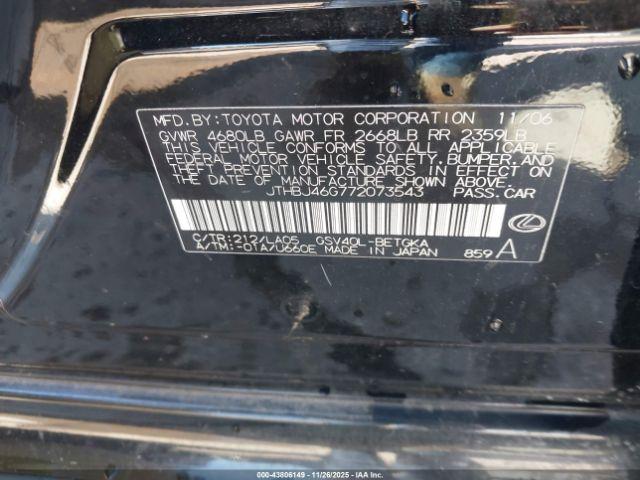 MFD.BY:TOYOTA MOTOR CORPORATION 11/06
GVWR 4680LB GAWR FR 2668LB RR 2359LB
THIS VEHICLE CONFORMS TO ALL APPLICABLE
FEDERAL MOTOR VEHICLE SAFETY,BUMPER,AND
THEFT PREVENTION STANDARDS IN EFFECT ON
THE DATE OF MANUFACTURE SHOWN ABOVE.
JTHBJ46G772073543 PASS.CAR
C/TR:212/LA05 GSV40L-BETGKA
A/TM:-01A/U660E MADE IN JAPAN 859 A
000-43806149 - 11/26/2025 - IAAI.com